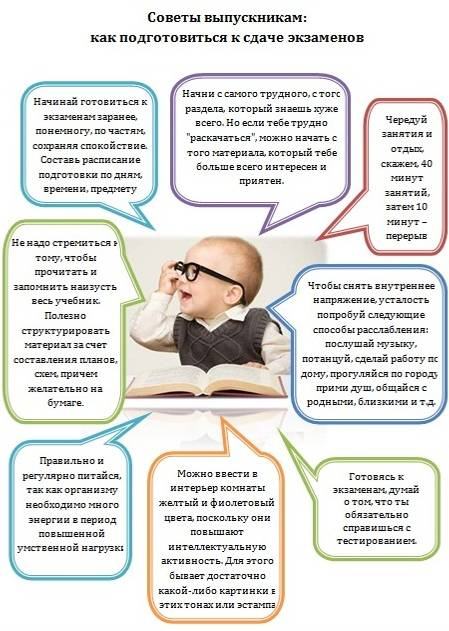 Советы выпускникам:
как подготовиться к сдаче экзаменов
Начинай готовиться к
экзаменам заранее,
понемногу, по частям,
сохраняя спокойствие.
Составь расписание
подготовки по дням,
времени, предмету
Начни с самого трудного, с того
раздела, который знаешь хуже
всего. Но если тебе трудно
"раскачаться", можно начать с
того материала, который тебе
больше всего интересен и
приятен.
Чередуй
занятия и
отдых,
скажем, 40
минут
занятий,
затем 10
минут –
перерыв
Не надо стремиться к
тому, чтобы
прочитать и
запомнить наизусть
весь учебник.
Полезно
структурировать
материал за счет
составления планов,
схем, причем
желательно на
бумаге.
Чтобы снять внутреннее
напряжение, усталость
попробуй следующие
способы расслабления:
послушай музыку,
потанцуй, сделай работу по
дому, прогуляйся по городу,
прими душ, общайся с
родными, близкими и т.д.
Правильно и
регулярно питайся,
так как организму
необходимо много
энергии в период
повышенной
умственной нагрузки
Можно ввести в
интерьер комнаты
желтый и фиолетовый
цвета, поскольку они
повышают
интеллектуальную
активность. Для этого
бывает достаточно
какой-либо картинки в
этих тонах или эстампа
Готовясь к
экзаменам, думай
о том, что ты
обязательно
справишься с
тестированием.